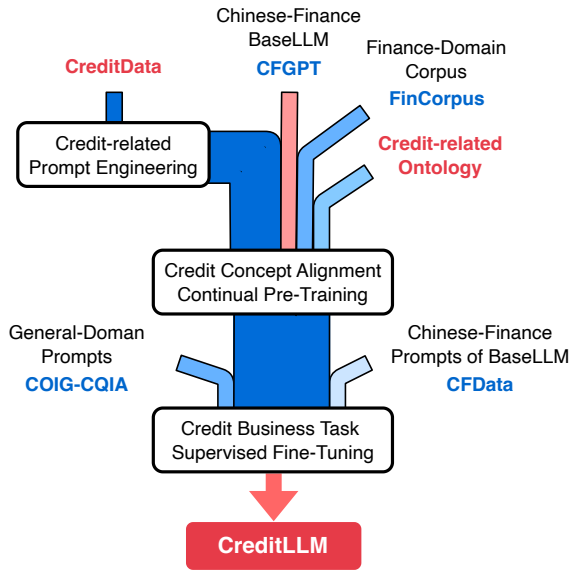 CreditData
Chinese-Finance
BaseLLM
CFGPT
Finance-Domain
Corpus
FinCorpus
Credit-related
Prompt Engineering
Credit-related
Ontology
Credit Concept Alignment
Continual Pre-Training
General-Doman
Prompts
COIG-CQIA
Chinese-Finance
Prompts of BaseLLM
CFData
Credit Business Task
Supervised Fine-Tuning
CreditLLM